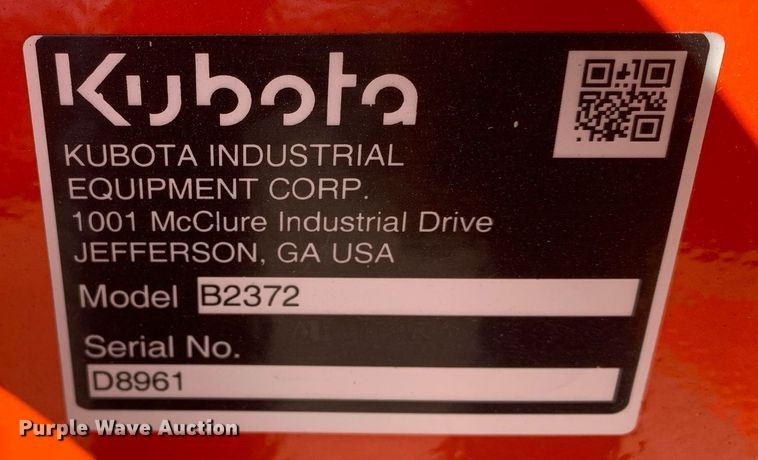 Kubota
KUBOTA INDUSTRIAL
EQUIPMENT CORP.
1001 McClure Industrial Drive
JEFFERSON, GA USA
Model B2372
Serial No.
D8961
Purple Wave Auction